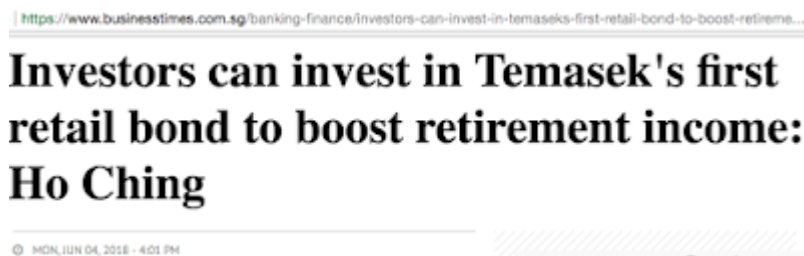 https://www.businesstimes.com.sg/banking-finance/investors-can-invest-in-temaseks-first-retail-bond-to-boost-retireme...
Investors can invest in Temasek's first
retail bond to boost retirement income:
Ho Ching
MON, JUN 04, 2018 - 4:01 PM